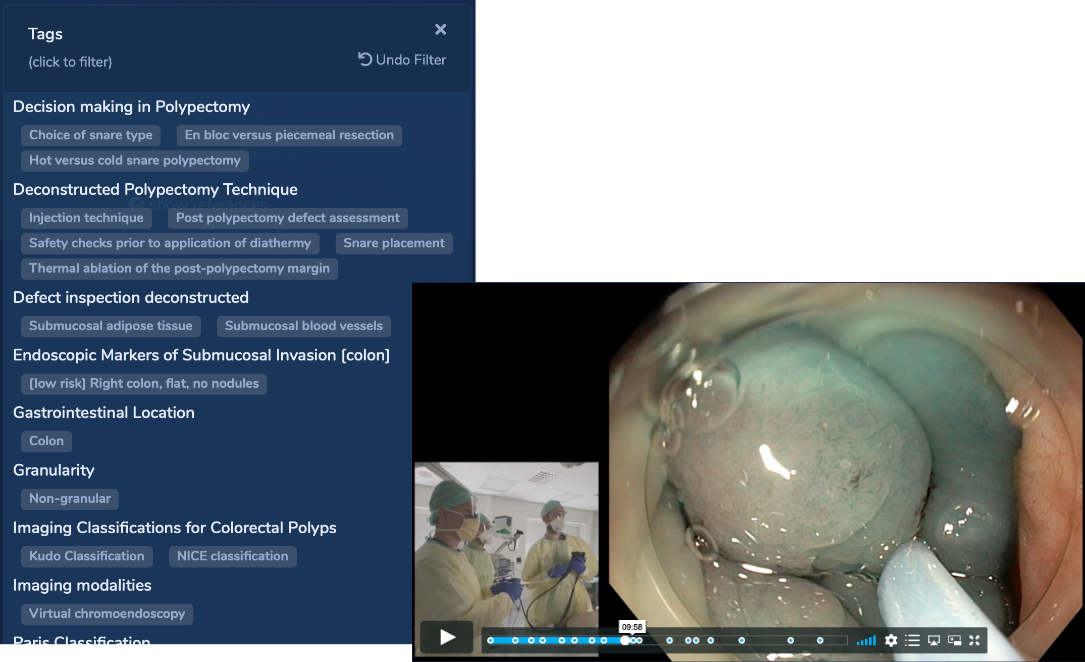 Tags
(click to filter)
Undo Filter
Decision making in Polypectomy
Choice of snare type
En bloc versus piecemeal resection
Hot versus cold snare polypectomy
Deconstructed Polypectomy Technique
show references
Injection technique
Post polypectomy defect assessment
Safety checks prior to application of diathermy
Snare placement
Thermal ablation of the post-polypectomy margin
Defect inspection deconstructed
Submucosal adipose tissue
Submucosal blood vessels
Endoscopic Markers of Submucosal Invasion [colon]
[low risk] Right colon, flat, no nodules
Gastrointestinal Location
Colon
Granularity
Non-granular
Imaging Classifications for Colorectal Polyps
Kudo Classification
NICE classification
Imaging modalities
Virtual chromoendoscopy
Paris Classification
09:58